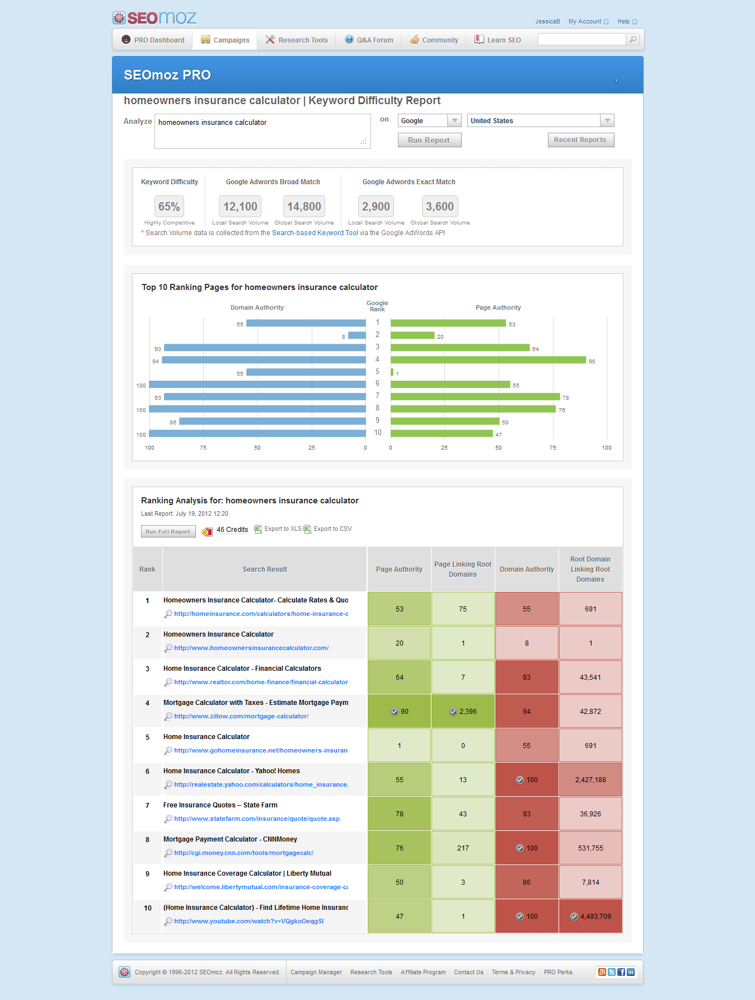 SEOmoz
JessicaB My Account Help
PRO Dashboard Campaigns Research Tools Q&A Forum Community Learn SEO
SEOmoz PRO
?
homeowners insurance calculator | Keyword Difficulty Report
Analyze homeowners insurance calculator on Google United States
Run Report Recent Reports
Keyword Difficulty Google Adwords Broad Match Google Adwords Exact Match
65% 12,100 14,800 2,900 3,600
Highly Competitive Local Search Volume Global Search Volume Local Search Volume Global Search Volume
* Search Volume data is collected from the Search-based Keyword Tool via the Google AdWords API
Top 10 Ranking Pages for homeowners insurance calculator
Domain Authority Google Rank Page Authority
55 1 53
8 2 20
93 3 64
94 4 90
55 5 1
100 6 55
93 7 78
100 8 76
86 9 50
100 10 47
100 75 50 25 0 0 25 50 75 100
Ranking Analysis for: homeowners insurance calculator
Last Report: July 19, 2012 12:20
Run Full Report 46 Credits Export to XLS Export to CSV
Rank Search Result Page Authority Page Linking Root Domains Domain Authority Root Domain Linking Root Domains
1 Homeowners Insurance Calculator- Calculate Rates & Quo
http://homeinsurance.com/calculators/home-insurance-c
53 75 55 691
2 Homeowners Insurance Calculator
http://www.homeownersinsurancecalculator.com/
20 1 8 1
3 Home Insurance Calculator - Financial Calculators
http://www.realtor.com/home-finance/financial-calculator
64 7 93 43,541
4 Mortgage Calculator with Taxes - Estimate Mortgage Paym
http://www.zillow.com/mortgage-calculator/
90 2,396 94 42,872
5 Home Insurance Calculator
http://www.gohomeinsurance.net/homeowners-insuran
1 0 55 691
6 Home Insurance Calculator - Yahoo! Homes
http://realestate.yahoo.com/calculators/home_insurance.
55 13 100 2,427,188
7 Free Insurance Quotes – State Farm
http://www.statefarm.com/insurance/quote/quote.asp
78 43 93 36,926
8 Mortgage Payment Calculator - CNNMoney
http://cgi.money.cnn.com/tools/mortgagecalc/
76 217 100 531,755
9 Home Insurance Coverage Calculator | Liberty Mutual
http://welcome.libertymutual.com/insurance-coverage-ca
50 3 86 7,814
10 (Home Insurance Calculator) - Find Lifetime Home Insuranc
http://www.youtube.com/watch?v=VQgkoOeqgSI
47 1 100 4,493,709
Copyright © 1996-2012 SEOmoz. All Rights Reserved. Campaign Manager Research Tools Affiliate Program Contact Us Terms & Privacy PRO Perks